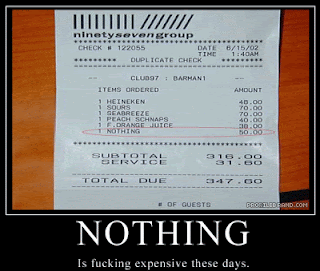 ninetysevengroup
CHECK # 122055 DATE 6/15/02
TIME 1:40AM
DUPLICATE CHECK
-- CLUB97 : BARMAN1 --
ITEMS ORDERED AMOUNT
1 HEINEKEN 48.00
1 SOURS 70.00
1 SEABREEZE 70.00
1 PEACH SCHNAPS 40.00
1 F.ORANGE JUICE 38.00
1 NOTHING 50.00
SUBTOTAL 316.00
SERVICE 31.60
TOTAL DUE 347.60
# OF GUESTS
NOTHING
Is fucking expensive these days.